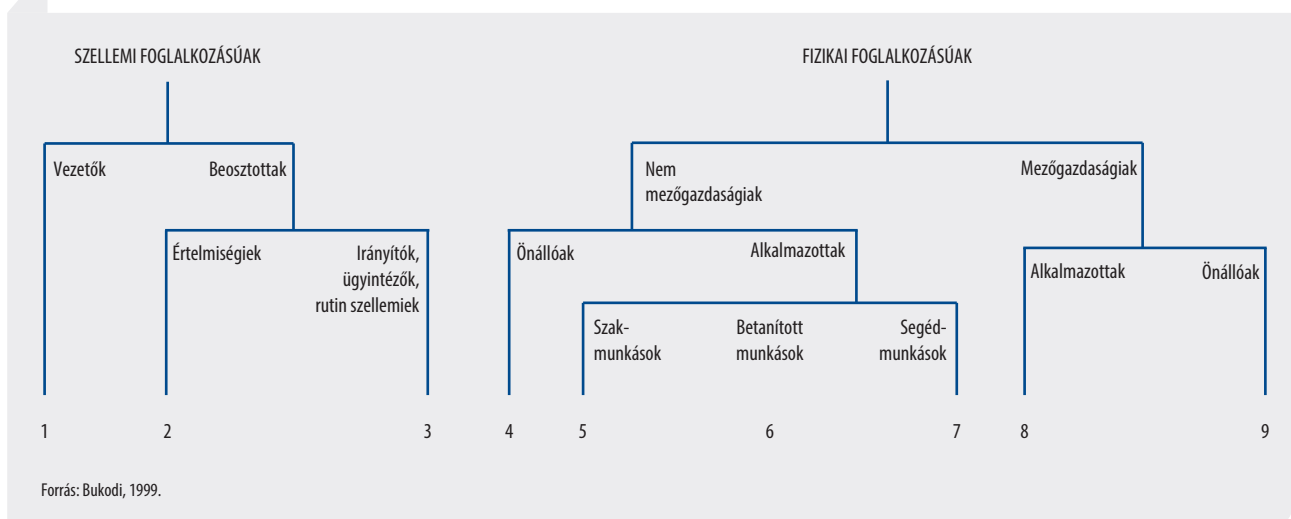 SZELLEMI FOGLALKOZÁSÚAK
FIZIKAI FOGLALKOZÁSÚAK
Vezetők
Beosztottak
Nem
mezőgazdaságiak
Mezőgazdaságiak
Értelmiségiek
Irányítók,
ügyintézők,
rutin szellemiek
Önállóak
Alkalmazottak
Alkalmazottak
Önállóak
Szak-
munkások
Betanított
munkások
Segéd-
munkások
1 2 3 4 5 6 7 8 9
Forrás: Bukodi, 1999.